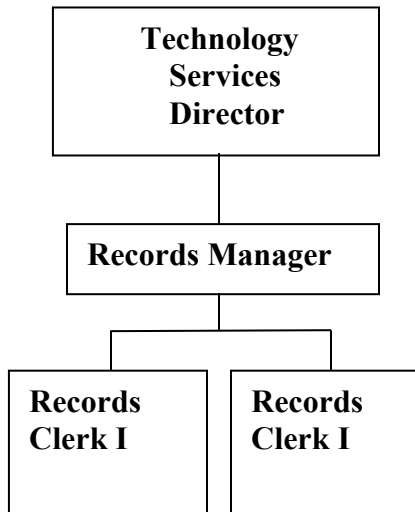 Technology
Services
Director
Records Manager
Records
Clerk I
Records
Clerk I